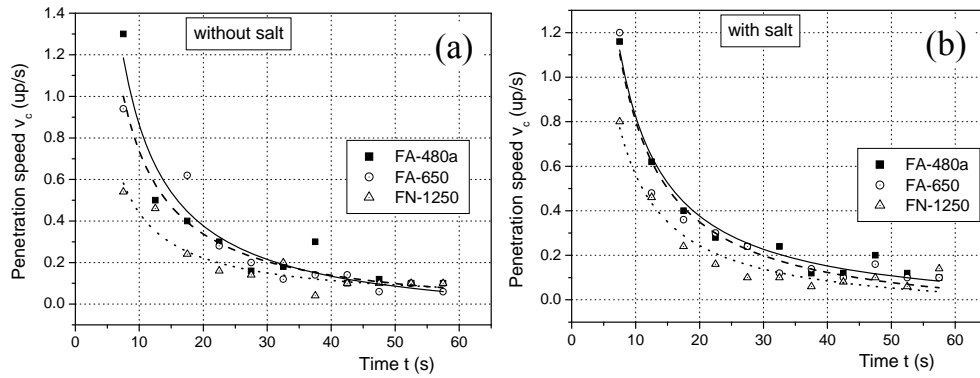 1.4
1.2
1.0
0.8
0.6
0.4
0.2
0.0
Penetration speed v_c (up/s)
without salt
(a)
FA-480a
FA-650
FN-1250
0 10 20 30 40 50 60
Time t (s)
1.2
1.0
0.8
0.6
0.4
0.2
0.0
Penetration speed v_c (up/s)
with salt
(b)
FA-480a
FA-650
FN-1250
0 10 20 30 40 50 60
Time t (s)